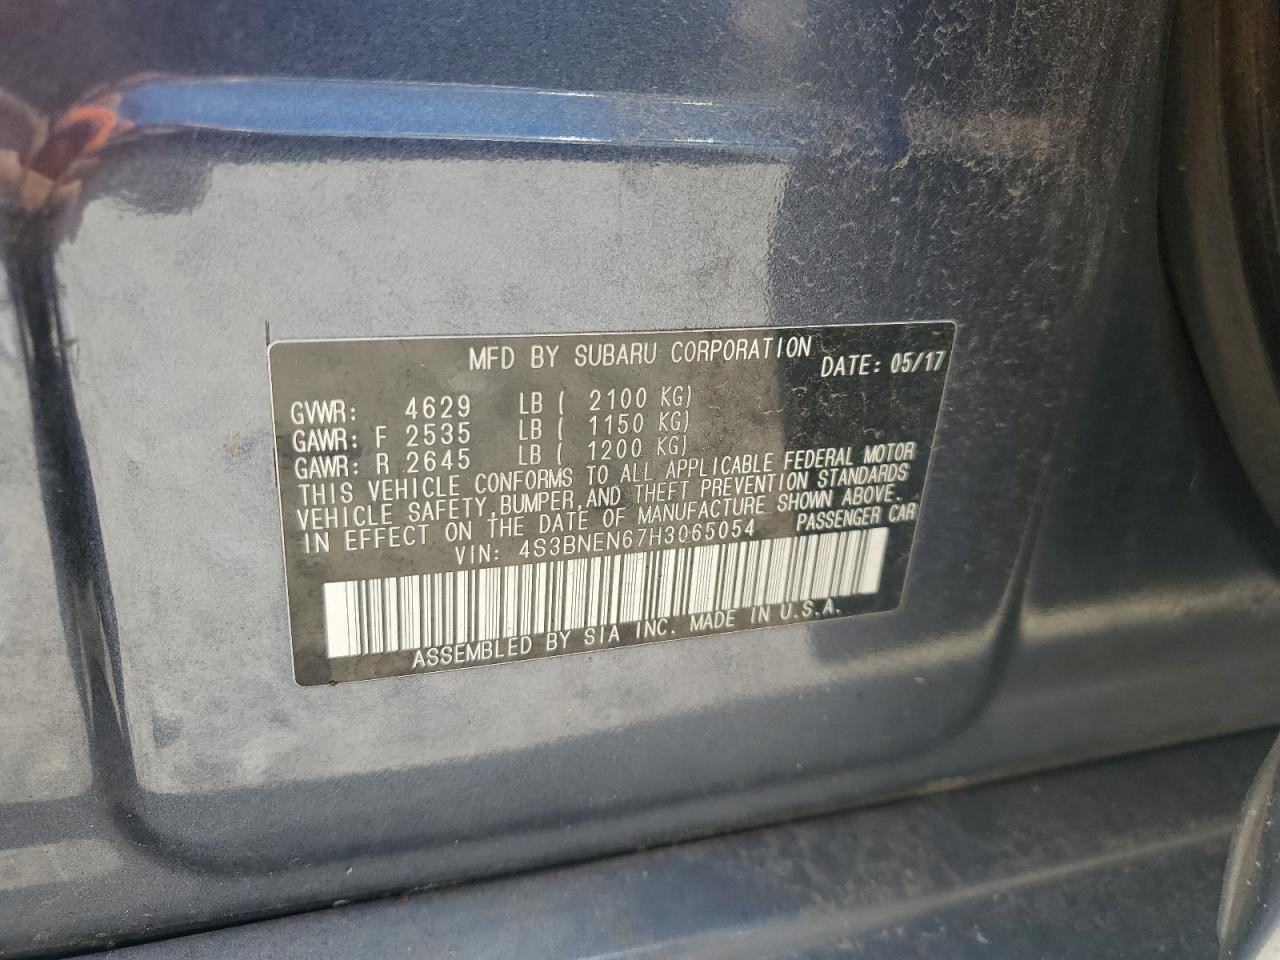 MFD BY SUBARU CORPORATION DATE: 05/17
GVWR: 4629 LB ( 2100 KG)
GAWR: F 2535 LB ( 1150 KG)
GAWR: R 2645 LB ( 1200 KG)
THIS VEHICLE CONFORMS TO ALL APPLICABLE FEDERAL MOTOR
VEHICLE SAFETY,BUMPER,AND THEFT PREVENTION STANDARDS
IN EFFECT ON THE DATE OF MANUFACTURE SHOWN ABOVE.
VIN: 4S3BNEN67H3065054 PASSENGER CAR
ASSEMBLED BY SIA INC. MADE IN U.S.A.